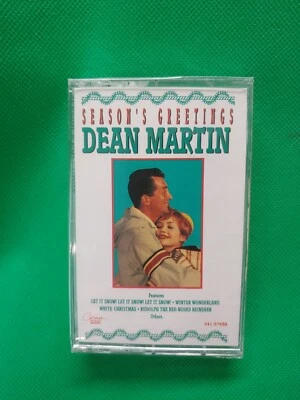 SEASON'S GREETINGS
DEAN MARTIN
Features
LET IT SNOW! LET IT SNOW! LET IT SNOW! • WINTER WONDERLAND
WHITE CHRISTMAS • RUDOLPH THE RED-NOSED REINDEER
Others